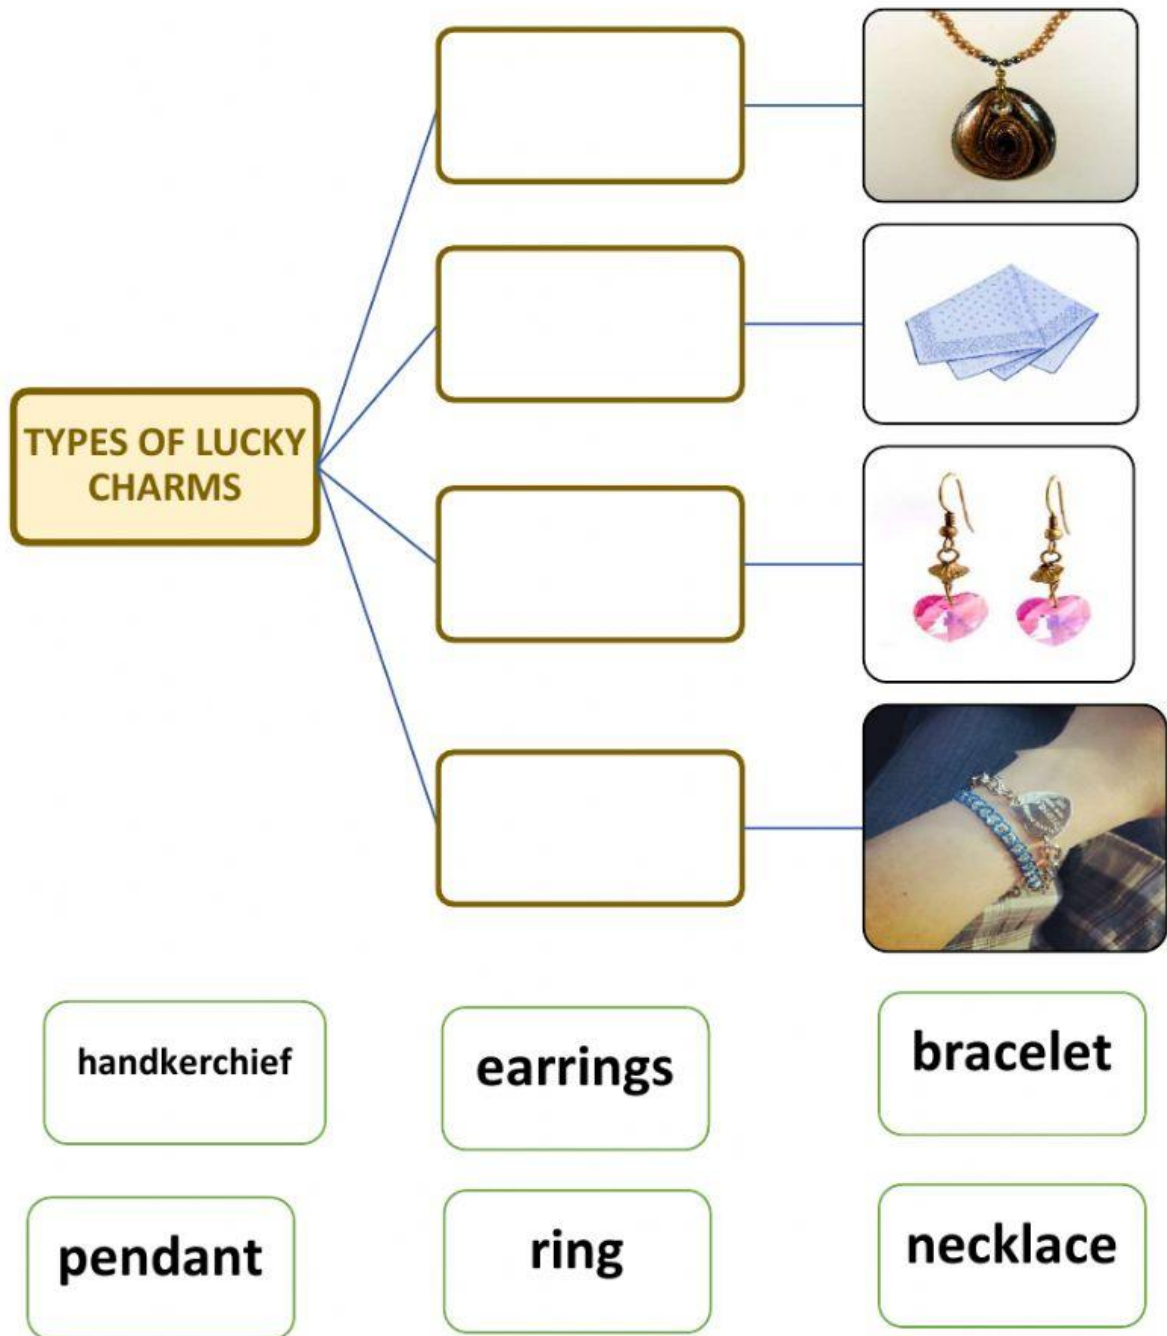 TYPES OF LUCKY
CHARMS
handkerchief
earrings
bracelet
pendant
ring
necklace